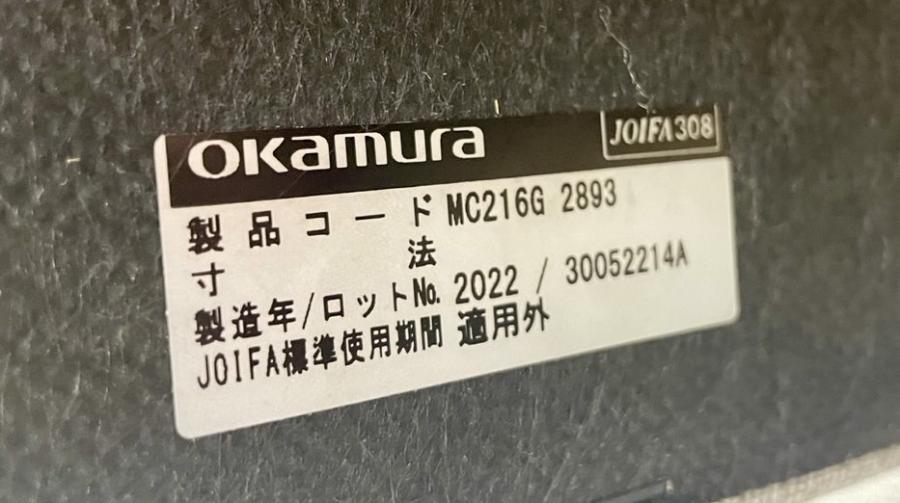 OKamura JOIFA308
製品コード MC216G 2893
寸法
製造年/ロットNo. 2022 / 30052214A
JOIFA標準使用期間 適用外